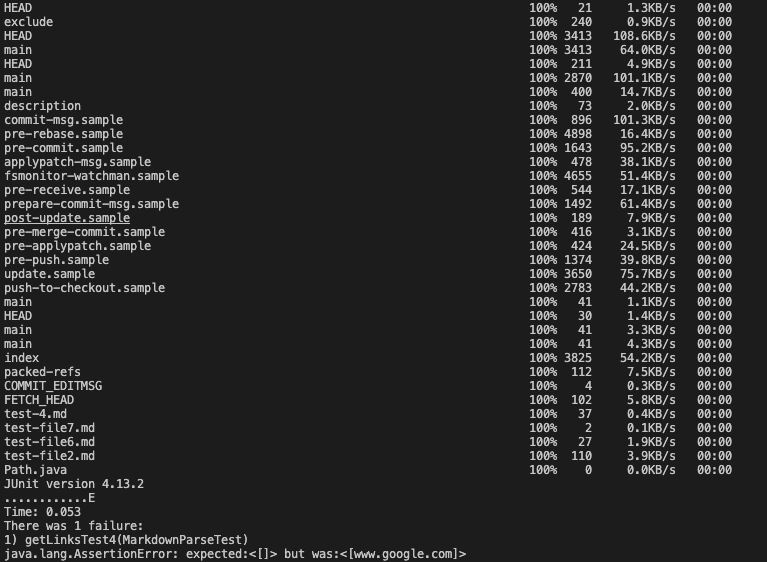 HEAD 100% 21 1.3KB/s 00:00
exclude 100% 240 0.9KB/s 00:00
HEAD 100% 3413 108.6KB/s 00:00
main 100% 3413 64.0KB/s 00:00
HEAD 100% 211 4.9KB/s 00:00
main 100% 2870 101.1KB/s 00:00
main 100% 400 14.7KB/s 00:00
description 100% 73 2.0KB/s 00:00
commit-msg.sample 100% 896 101.3KB/s 00:00
pre-rebase.sample 100% 4898 16.4KB/s 00:00
pre-commit.sample 100% 1643 95.2KB/s 00:00
applypatch-msg.sample 100% 478 38.1KB/s 00:00
fsmonitor-watchman.sample 100% 4655 51.4KB/s 00:00
pre-receive.sample 100% 544 17.1KB/s 00:00
prepare-commit-msg.sample 100% 1492 61.4KB/s 00:00
post-update.sample 100% 189 7.9KB/s 00:00
pre-merge-commit.sample 100% 416 3.1KB/s 00:00
pre-applypatch.sample 100% 424 24.5KB/s 00:00
pre-push.sample 100% 1374 39.8KB/s 00:00
update.sample 100% 3650 75.7KB/s 00:00
push-to-checkout.sample 100% 2783 44.2KB/s 00:00
main 100% 41 1.1KB/s 00:00
HEAD 100% 30 1.4KB/s 00:00
main 100% 41 3.3KB/s 00:00
main 100% 41 4.3KB/s 00:00
index 100% 3825 54.2KB/s 00:00
packed-refs 100% 112 7.5KB/s 00:00
COMMIT_EDITMSG 100% 4 0.3KB/s 00:00
FETCH_HEAD 100% 102 5.8KB/s 00:00
test-4.md 100% 37 0.4KB/s 00:00
test-file7.md 100% 2 0.1KB/s 00:00
test-file6.md 100% 27 1.9KB/s 00:00
test-file2.md 100% 110 3.9KB/s 00:00
Path.java 100% 0 0.0KB/s 00:00
JUnit version 4.13.2
............E
Time: 0.053
There was 1 failure:
1) getLinksTest4(MarkdownParseTest)
java.lang.AssertionError: expected:<[]> but was:<[www.google.com]>